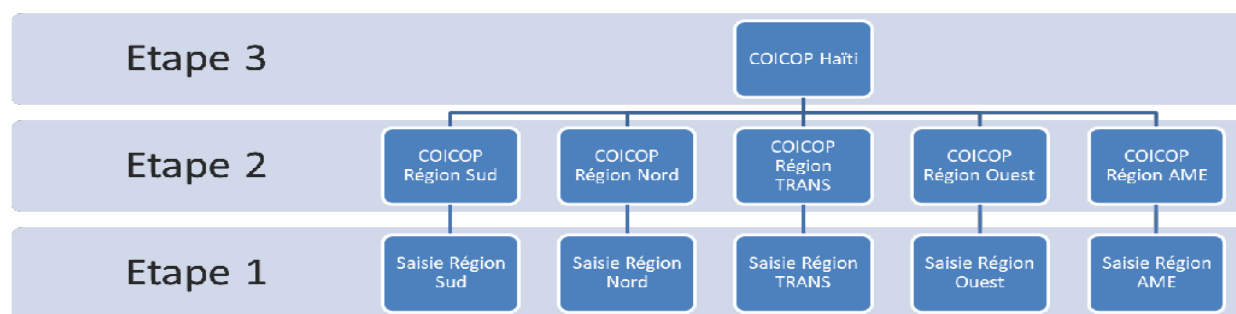 Etape 3
COICOP Haïti
Etape 2
COICOP
Région Sud
COICOP
Région Nord
COICOP
Région
TRANS
COICOP
Région Ouest
COICOP
Région AME
Etape 1
Saisie Région
Sud
Saisie Région
Nord
Saisie Région
TRANS
Saisie Région
Ouest
Saisie Région
AME